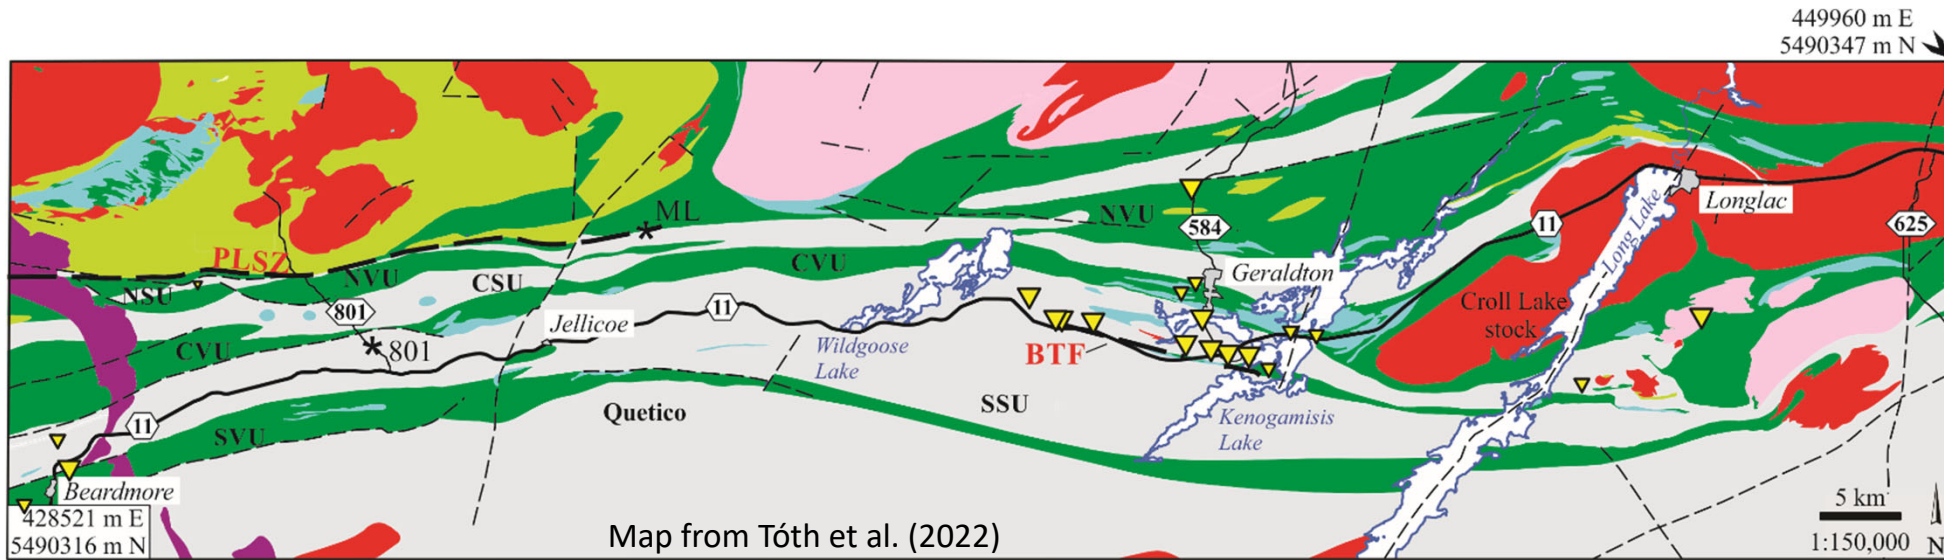 449960 m E
5490347 m N
ML
NVU
584
11
Long Lake
Longlac
625
PLSZ
NVU
NSU
CSU
CVU
Geraldton
801
11
Jellicoe
Croll Lake
stock
CVU
801
Wildgoose
Lake
BTF
SSU
Quetico
Kenogamisis
Lake
11
SVU
Beardmore
428521 m E
5490316 m N
Map from Tóth et al. (2022)
5 km
1:150,000
N